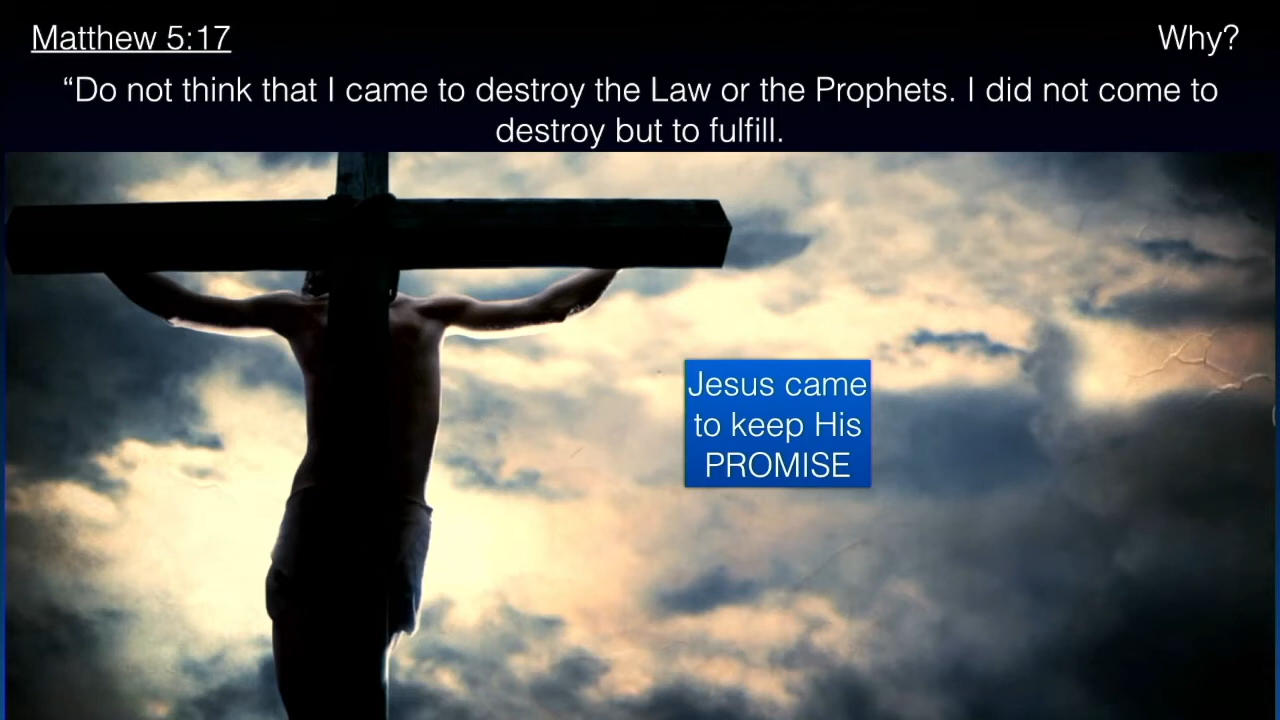 Matthew 5:17
Why?
“Do not think that I came to destroy the Law or the Prophets. I did not come to
destroy but to fulfill.
Jesus came
to keep His
PROMISE